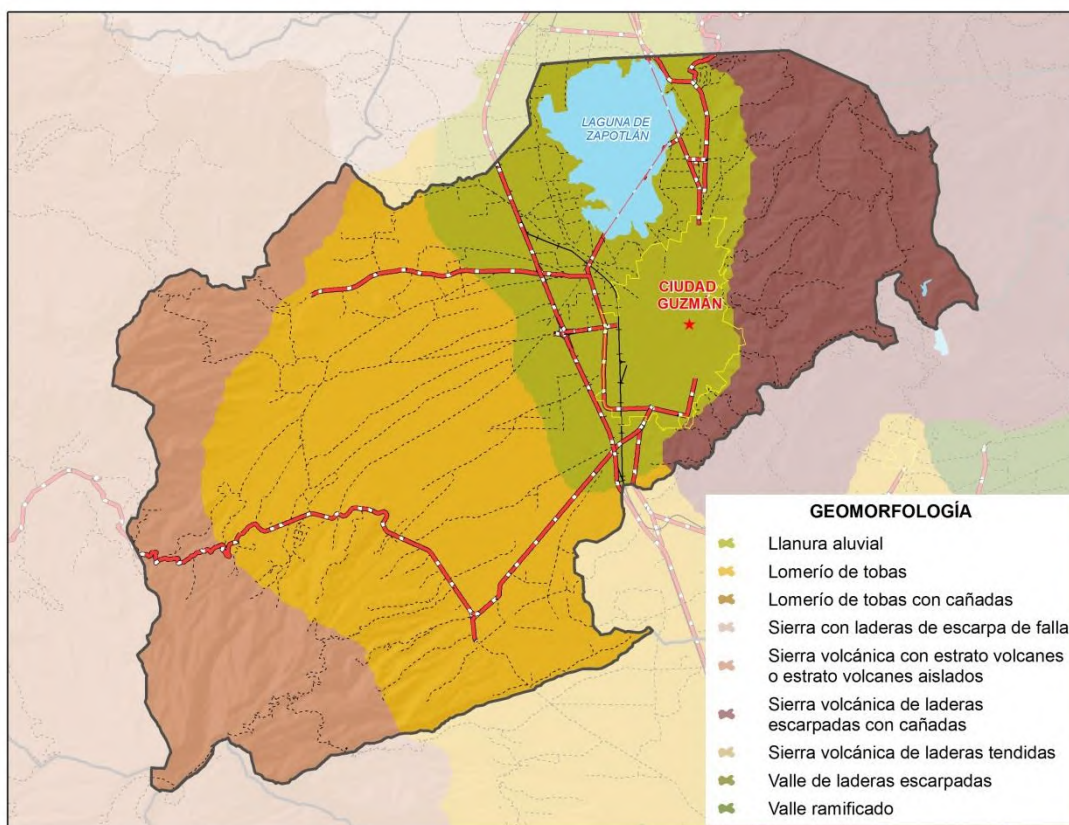 LAGUNA DE
ZAPOTLÁN
CIUDAD
GUZMÁN
GEOMORFOLOGÍA
Llanura aluvial
Lomerío de tobas
Lomerío de tobas con cañadas
Sierra con laderas de escarpa de falla
Sierra volcánica con estrato volcanes
o estrato volcanes aislados
Sierra volcánica de laderas
escarpadas con cañadas
Sierra volcánica de laderas tendidas
Valle de laderas escarpadas
Valle ramificado